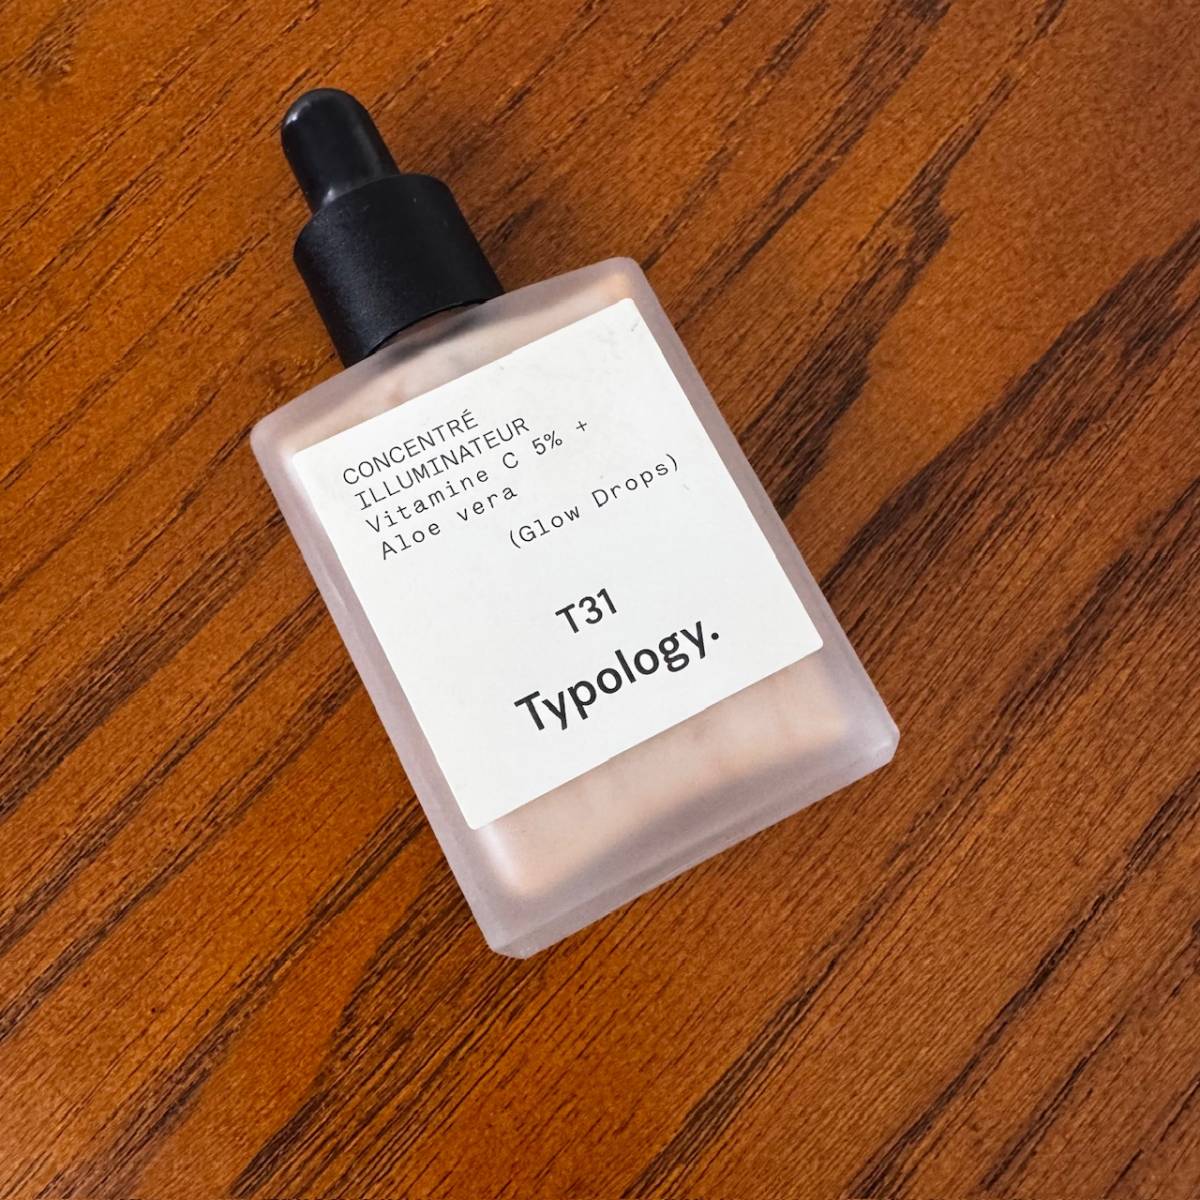 CONCENTRÉ
ILLUMINATEUR
Vitamine C 5% +
Aloe vera
(Glow Drops)
T31
Typology.